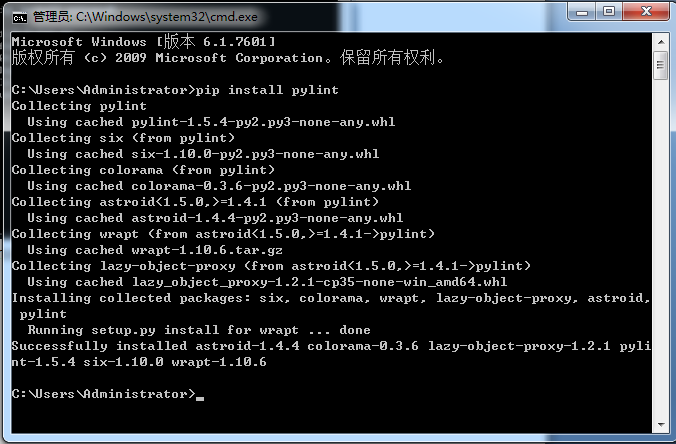 管理员: C:\Windows\system32\cmd.exe
Microsoft Windows [版本 6.1.7601]
版权所有 (c) 2009 Microsoft Corporation。保留所有权利。
C:\Users\Administrator>pip install pylint
Collecting pylint
  Using cached pylint-1.5.4-py2.py3-none-any.whl
Collecting six (from pylint)
  Using cached six-1.10.0-py2.py3-none-any.whl
Collecting colorama (from pylint)
  Using cached colorama-0.3.6-py2.py3-none-any.whl
Collecting astroid<1.5.0,>=1.4.1 (from pylint)
  Using cached astroid-1.4.4-py2.py3-none-any.whl
Collecting wrapt (from astroid<1.5.0,>=1.4.1->pylint)
  Using cached wrapt-1.10.6.tar.gz
Collecting lazy-object-proxy (from astroid<1.5.0,>=1.4.1->pylint)
  Using cached lazy_object_proxy-1.2.1-cp35-none-win_amd64.whl
Installing collected packages: six, colorama, wrapt, lazy-object-proxy, astroid,
 pylint
  Running setup.py install for wrapt ... done
Successfully installed astroid-1.4.4 colorama-0.3.6 lazy-object-proxy-1.2.1 pyli
nt-1.5.4 six-1.10.0 wrapt-1.10.6
C:\Users\Administrator>_